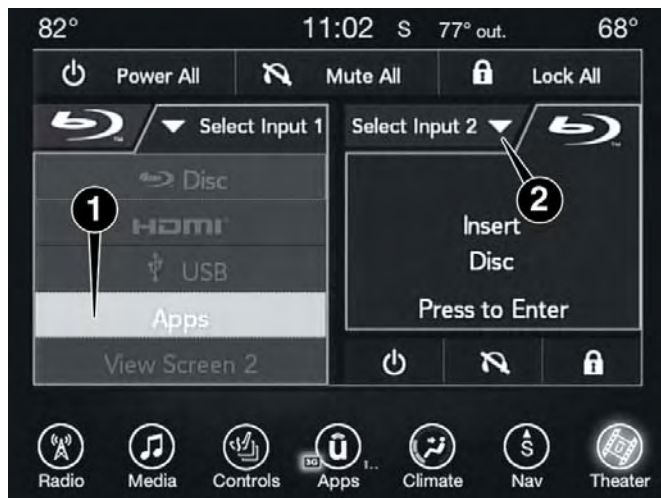 82° 11:02 S 77° out. 68°
Power All Mute All Lock All
Select Input 1 Select Input 2
Disc
1
HDMI
2
Insert
USB
Disc
Apps
Press to Enter
View Screen 2
S
3G
Radio Media Controls Apps Climate Nav Theater